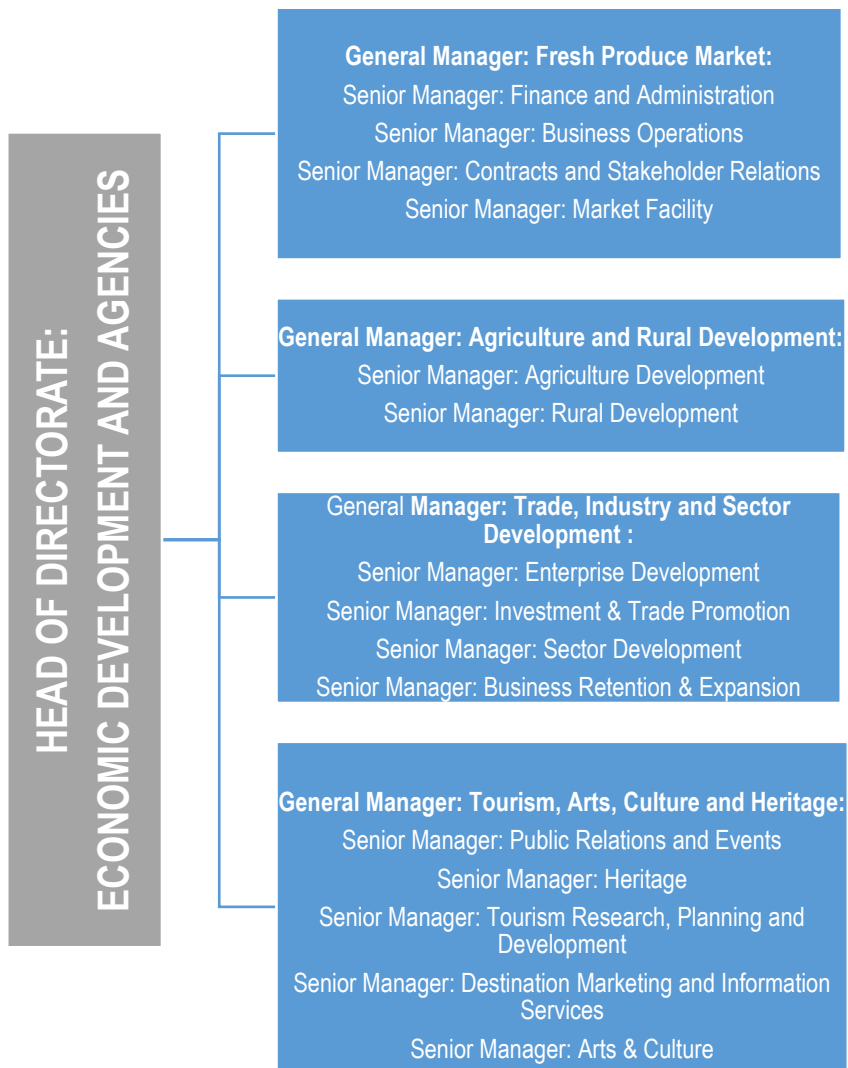 HEAD OF DIRECTORATE:
ECONOMIC DEVELOPMENT AND AGENCIES
General Manager: Fresh Produce Market:
Senior Manager: Finance and Administration
Senior Manager: Business Operations
Senior Manager: Contracts and Stakeholder Relations
Senior Manager: Market Facility
General Manager: Agriculture and Rural Development:
Senior Manager: Agriculture Development
Senior Manager: Rural Development
General Manager: Trade, Industry and Sector
Development :
Senior Manager: Enterprise Development
Senior Manager: Investment & Trade Promotion
Senior Manager: Sector Development
Senior Manager: Business Retention & Expansion
General Manager: Tourism, Arts, Culture and Heritage:
Senior Manager: Public Relations and Events
Senior Manager: Heritage
Senior Manager: Tourism Research, Planning and
Development
Senior Manager: Destination Marketing and Information
Services
Senior Manager: Arts & Culture